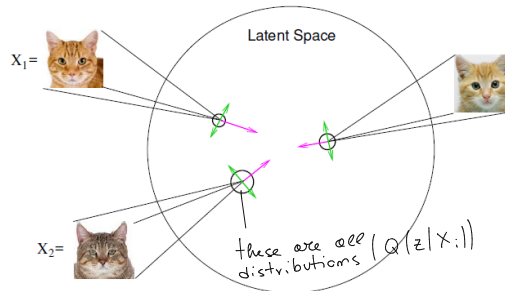 Latent Space
X₁=
X₂=
these are all (Q(z|Xᵢ))
distributions